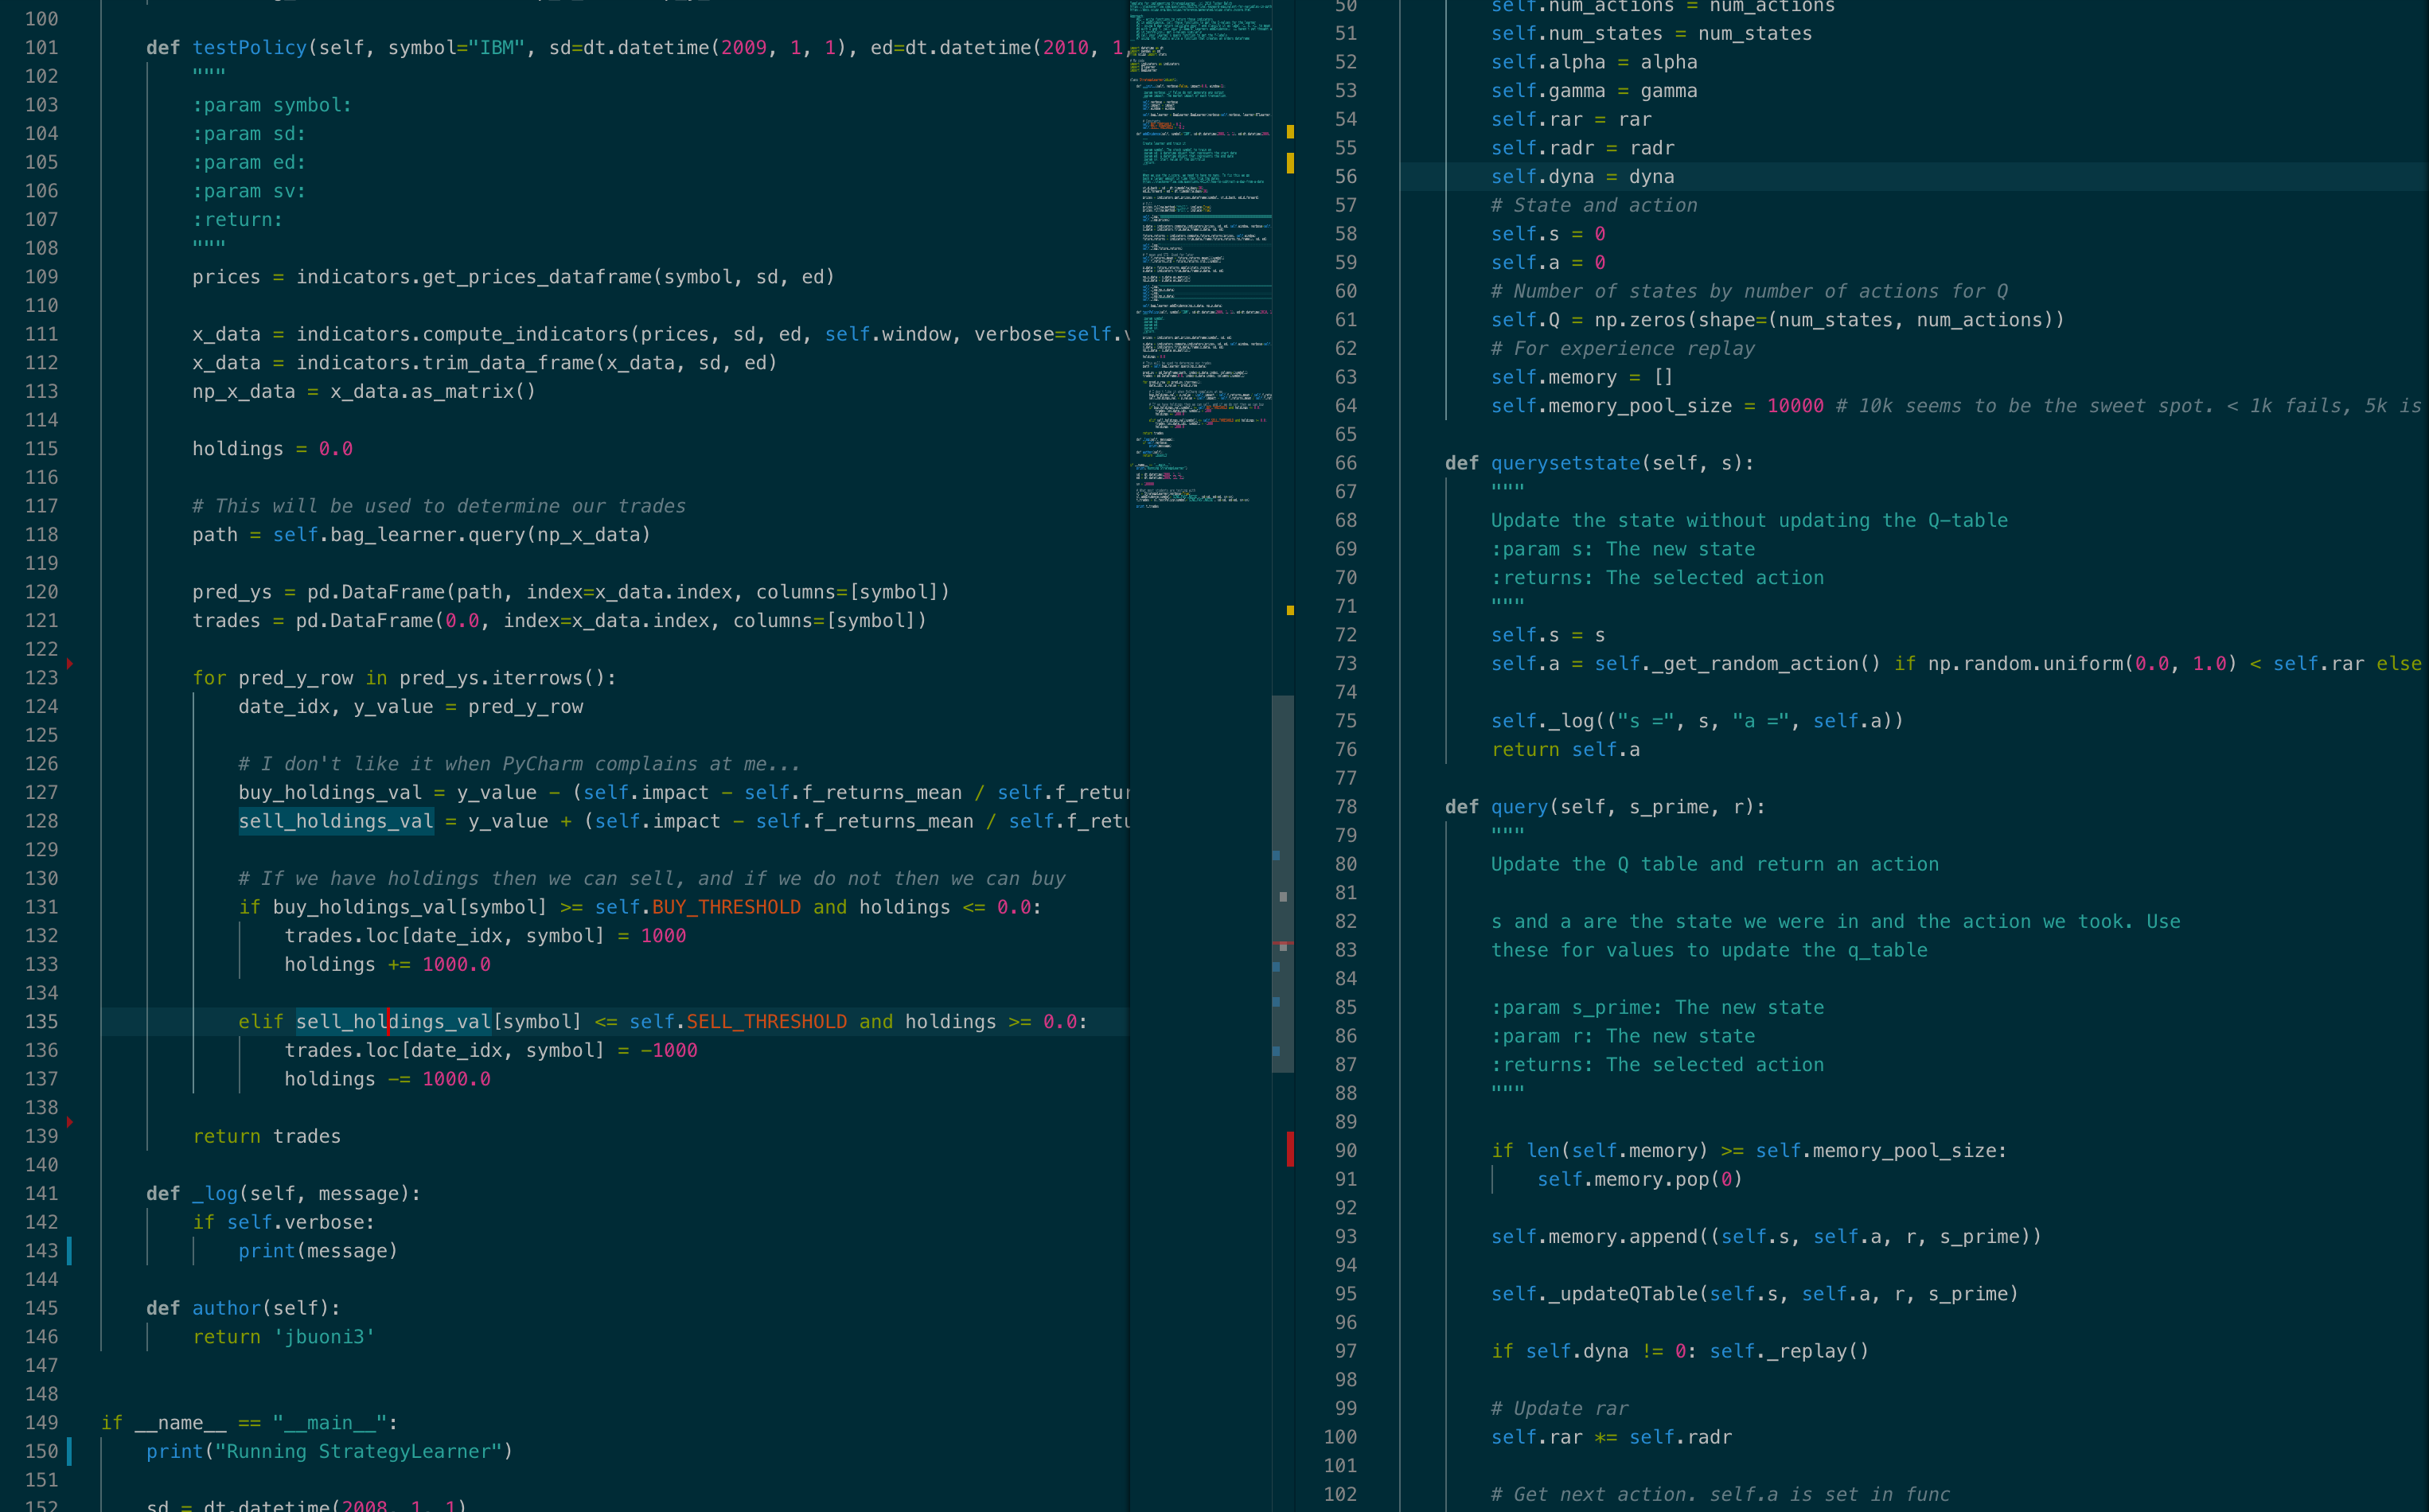 100
101 def testPolicy(self, symbol="IBM", sd=dt.datetime(2009, 1, 1), ed=dt.datetime(2010, 1,
102 """
103 :param symbol:
104 :param sd:
105 :param ed:
106 :param sv:
107 :return:
108 """
109 prices = indicators.get_prices_dataframe(symbol, sd, ed)
110
111 x_data = indicators.compute_indicators(prices, sd, ed, self.window, verbose=self.v
112 x_data = indicators.trim_data_frame(x_data, sd, ed)
113 np_x_data = x_data.as_matrix()
114
115 holdings = 0.0
116
117 # This will be used to determine our trades
118 path = self.bag_learner.query(np_x_data)
119
120 pred_ys = pd.DataFrame(path, index=x_data.index, columns=[symbol])
121 trades = pd.DataFrame(0.0, index=x_data.index, columns=[symbol])
122
123 for pred_y_row in pred_ys.iterrows():
124 date_idx, y_value = pred_y_row
125
126 # I don't like it when PyCharm complains at me...
127 buy_holdings_val = y_value - (self.impact - self.f_returns_mean / self.f_retur
128 sell_holdings_val = y_value + (self.impact - self.f_returns_mean / self.f_retu
129
130 # If we have holdings then we can sell, and if we do not then we can buy
131 if buy_holdings_val[symbol] >= self.BUY_THRESHOLD and holdings <= 0.0:
132 trades.loc[date_idx, symbol] = 1000
133 holdings += 1000.0
134
135 elif sell_holdings_val[symbol] <= self.SELL_THRESHOLD and holdings >= 0.0:
136 trades.loc[date_idx, symbol] = -1000
137 holdings -= 1000.0
138
139 return trades
140
141 def _log(self, message):
142 if self.verbose:
143 print(message)
144
145 def author(self):
146 return 'jbuoni3'
147
148
149 if __name__ == "__main__":
150 print("Running StrategyLearner")
151
152 sd = dt.datetime(2008, 1, 1)
50 self.num_actions = num_actions
51 self.num_states = num_states
52 self.alpha = alpha
53 self.gamma = gamma
54 self.rar = rar
55 self.radr = radr
56 self.dyna = dyna
57 # State and action
58 self.s = 0
59 self.a = 0
60 # Number of states by number of actions for Q
61 self.Q = np.zeros(shape=(num_states, num_actions))
62 # For experience replay
63 self.memory = []
64 self.memory_pool_size = 10000 # 10k seems to be the sweet spot. < 1k fails, 5k is
65
66 def querysetstate(self, s):
67 """
68 Update the state without updating the Q-table
69 :param s: The new state
70 :returns: The selected action
71 """
72 self.s = s
73 self.a = self._get_random_action() if np.random.uniform(0.0, 1.0) < self.rar else
74
75 self._log(("s =", s, "a =", self.a))
76 return self.a
77
78 def query(self, s_prime, r):
79 """
80 Update the Q table and return an action
81
82 s and a are the state we were in and the action we took. Use
83 these for values to update the q_table
84
85 :param s_prime: The new state
86 :param r: The new state
87 :returns: The selected action
88 """
89
90 if len(self.memory) >= self.memory_pool_size:
91 self.memory.pop(0)
92
93 self.memory.append((self.s, self.a, r, s_prime))
94
95 self._updateQTable(self.s, self.a, r, s_prime)
96
97 if self.dyna != 0: self._replay()
98
99 # Update rar
100 self.rar *= self.radr
101
102 # Get next action. self.a is set in func